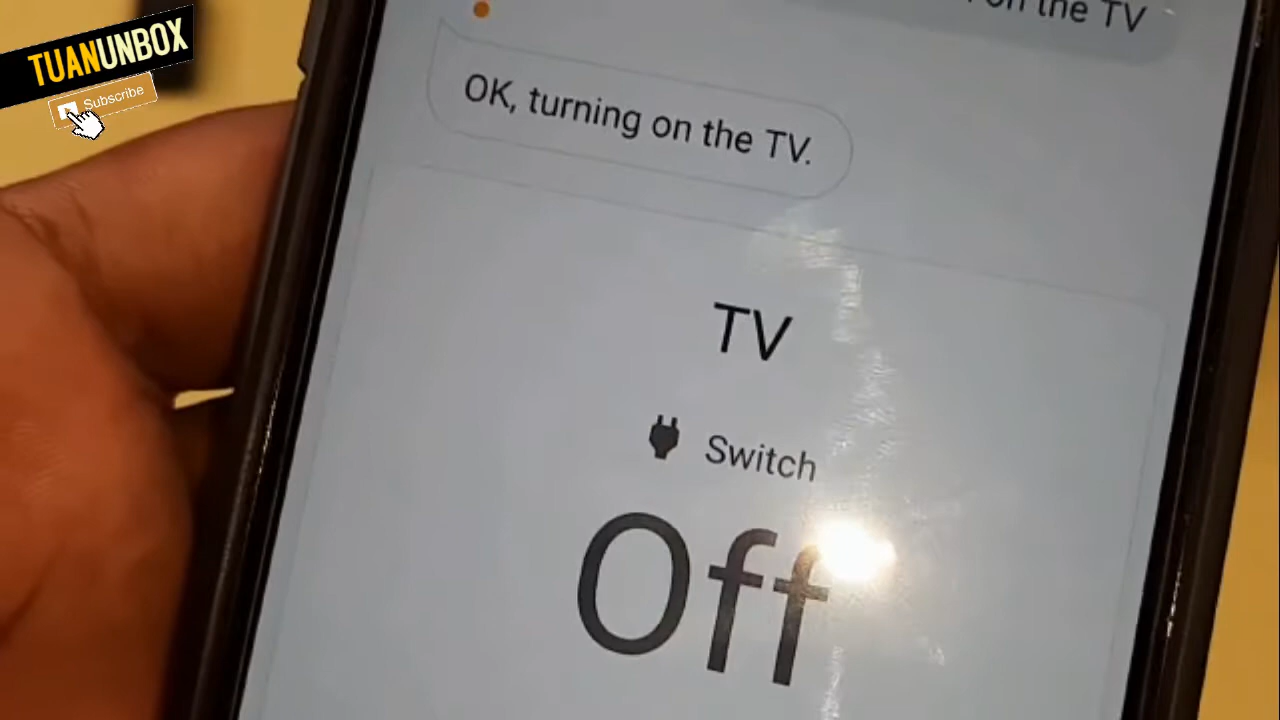 TUANUNBOX
Subscribe
on the TV
OK, turning on the TV.
TV
Switch
Off